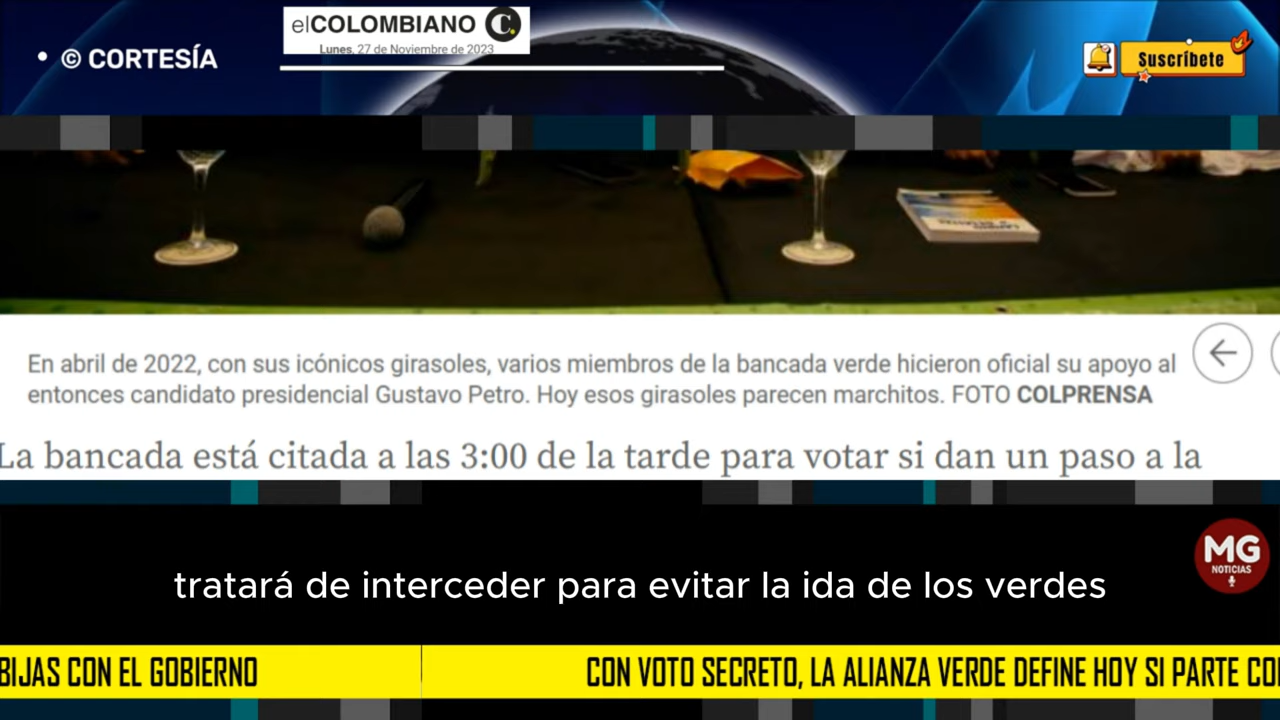 elCOLOMBIANO C.
• © CORTESÍA
Lunes, 27 de Noviembre de 2023
Suscríbete
En abril de 2022, con sus icónicos girasoles, varios miembros de la bancada verde hicieron oficial su apoyo al
entonces candidato presidencial Gustavo Petro. Hoy esos girasoles parecen marchitos. FOTO COLPRENSA
La bancada está citada a las 3:00 de la tarde para votar si dan un paso a la
MG
NOTICIAS
tratará de interceder para evitar la ida de los verdes
BIJAS CON EL GOBIERNO
CON VOTO SECRETO, LA ALIANZA VERDE DEFINE HOY SI PARTE CO